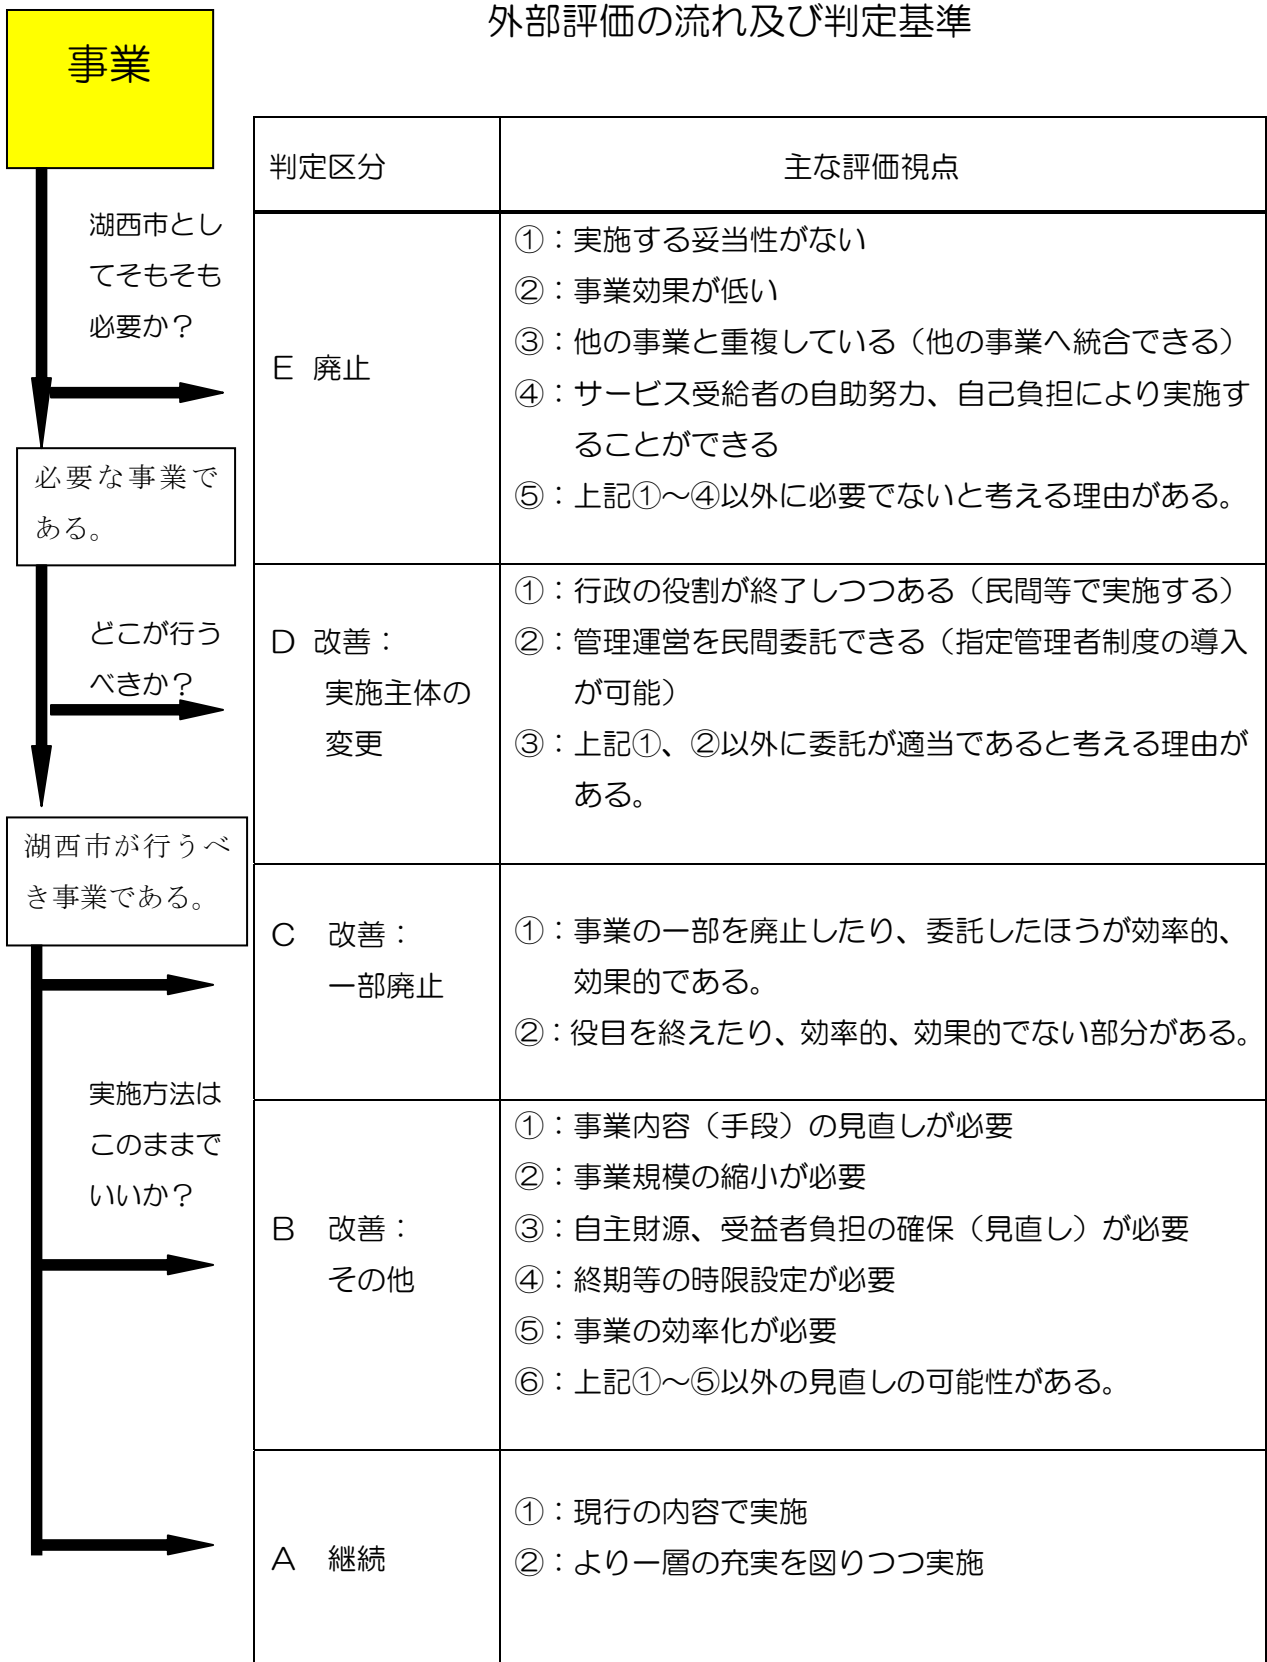 外部評価の流れ及び判定基準
事業
湖西市とし
てそもそも
必要か？
必要な事業で
ある。
どこが行う
べきか？
湖西市が行うべ
き事業である。
実施方法は
このままで
いいか？
判定区分
主な評価視点
E 廃止
①：実施する妥当性がない
②：事業効果が低い
③：他の事業と重複している（他の事業へ統合できる）
④：サービス受給者の自助努力、自己負担により実施す
ることができる
⑤：上記①～④以外に必要でないと考える理由がある。
D 改善：
実施主体の
変更
①：行政の役割が終了しつつある（民間等で実施する）
②：管理運営を民間委託できる（指定管理者制度の導入
が可能）
③：上記①、②以外に委託が適当であると考える理由が
ある。
C 改善：
一部廃止
①：事業の一部を廃止したり、委託したほうが効率的、
効果的である。
②：役目を終えたり、効率的、効果的でない部分がある。
B 改善：
その他
①：事業内容（手段）の見直しが必要
②：事業規模の縮小が必要
③：自主財源、受益者負担の確保（見直し）が必要
④：終期等の時限設定が必要
⑤：事業の効率化が必要
⑥：上記①～⑤以外の見直しの可能性がある。
A 継続
①：現行の内容で実施
②：より一層の充実を図りつつ実施